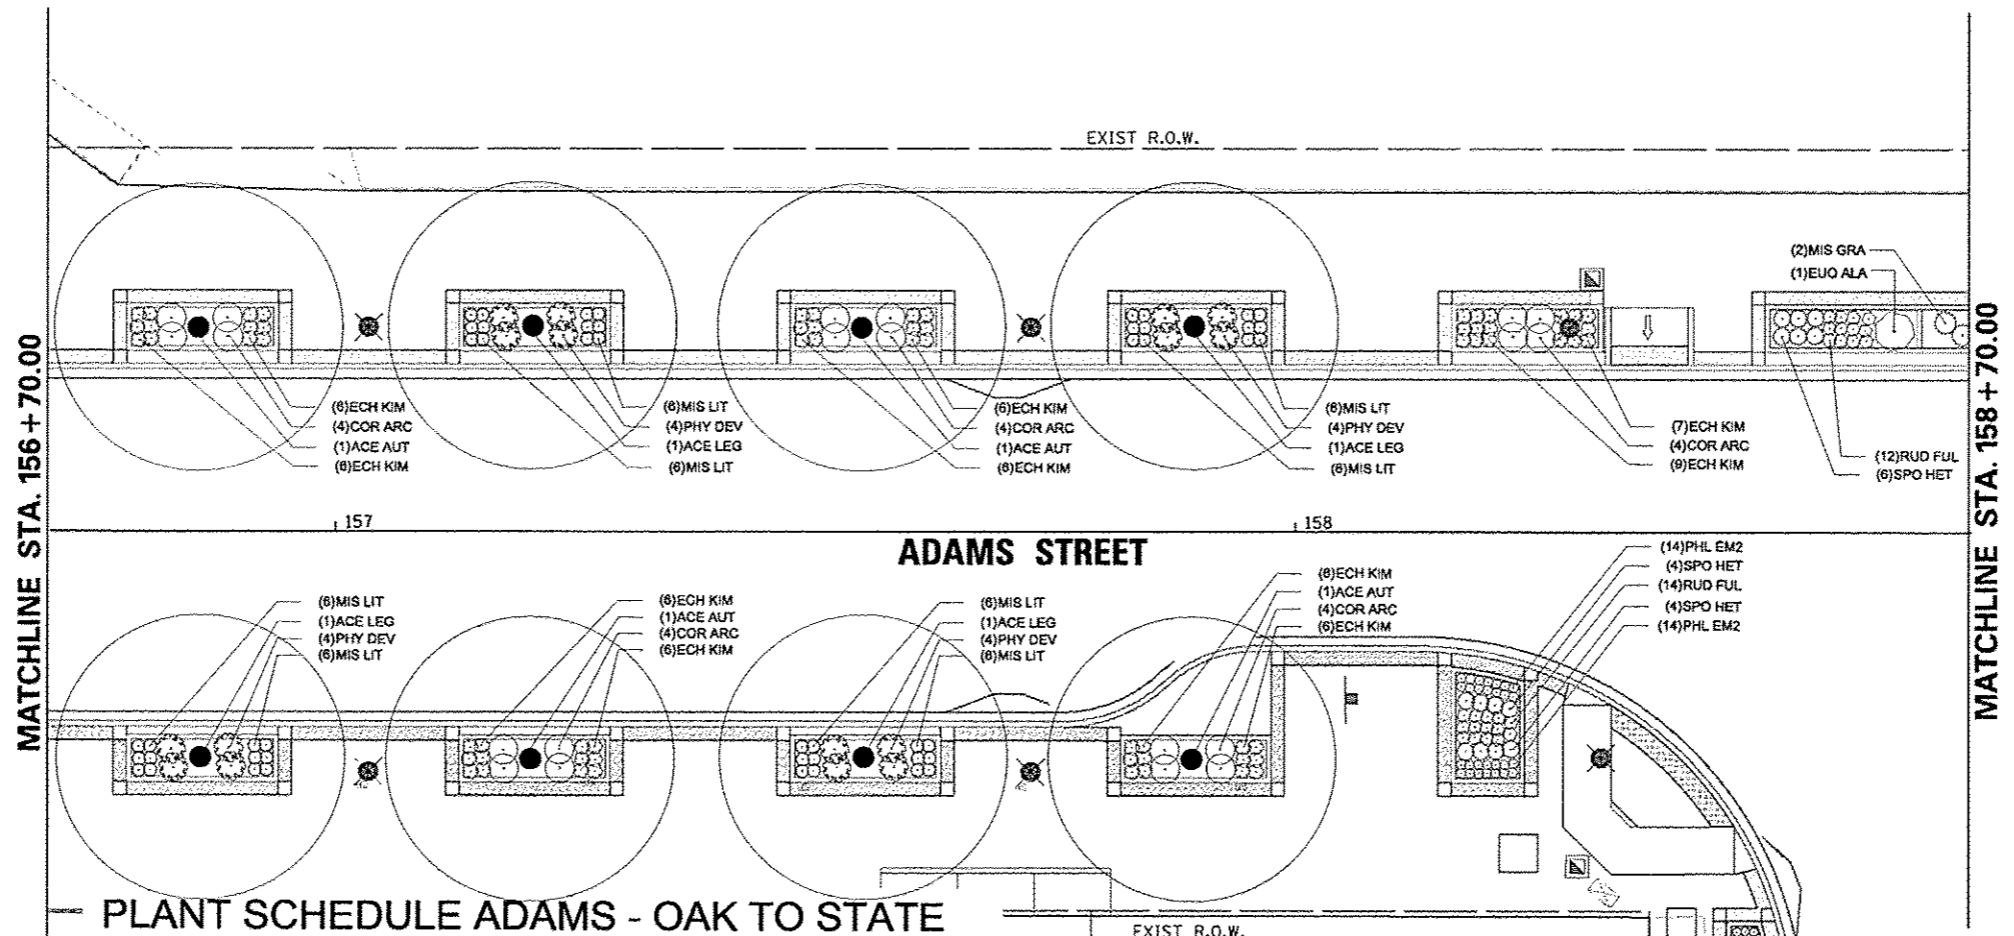 EXIST R.O.W.
(2)MIS GRA
(1)EUO ALA
MATCHLINE STA. 156+70.00
MATCHLINE STA. 158+70.00
(6)ECH KIM
(4)COR ARC
(1)ACE AUT
(6)ECH KIM
(6)MIS LIT
(4)PHY DEV
(1)ACE LEG
(6)MIS LIT
(6)ECH KIM
(4)COR ARC
(1)ACE AUT
(6)ECH KIM
(6)MIS LIT
(4)PHY DEV
(1)ACE LEG
(6)MIS LIT
(7)ECH KIM
(4)COR ARC
(9)ECH KIM
(12)RUD FUL
(6)SPO HET
157
158
ADAMS STREET
(6)MIS LIT
(1)ACE LEG
(4)PHY DEV
(6)MIS LIT
(6)ECH KIM
(1)ACE AUT
(4)COR ARC
(6)ECH KIM
(6)MIS LIT
(1)ACE LEG
(4)PHY DEV
(6)MIS LIT
(6)ECH KIM
(1)ACE AUT
(4)COR ARC
(6)ECH KIM
(14)PHL EM2
(4)SPO HET
(14)RUD FUL
(4)SPO HET
(14)PHL EM2
PLANT SCHEDULE ADAMS - OAK TO STATE
EXIST R.O.W.